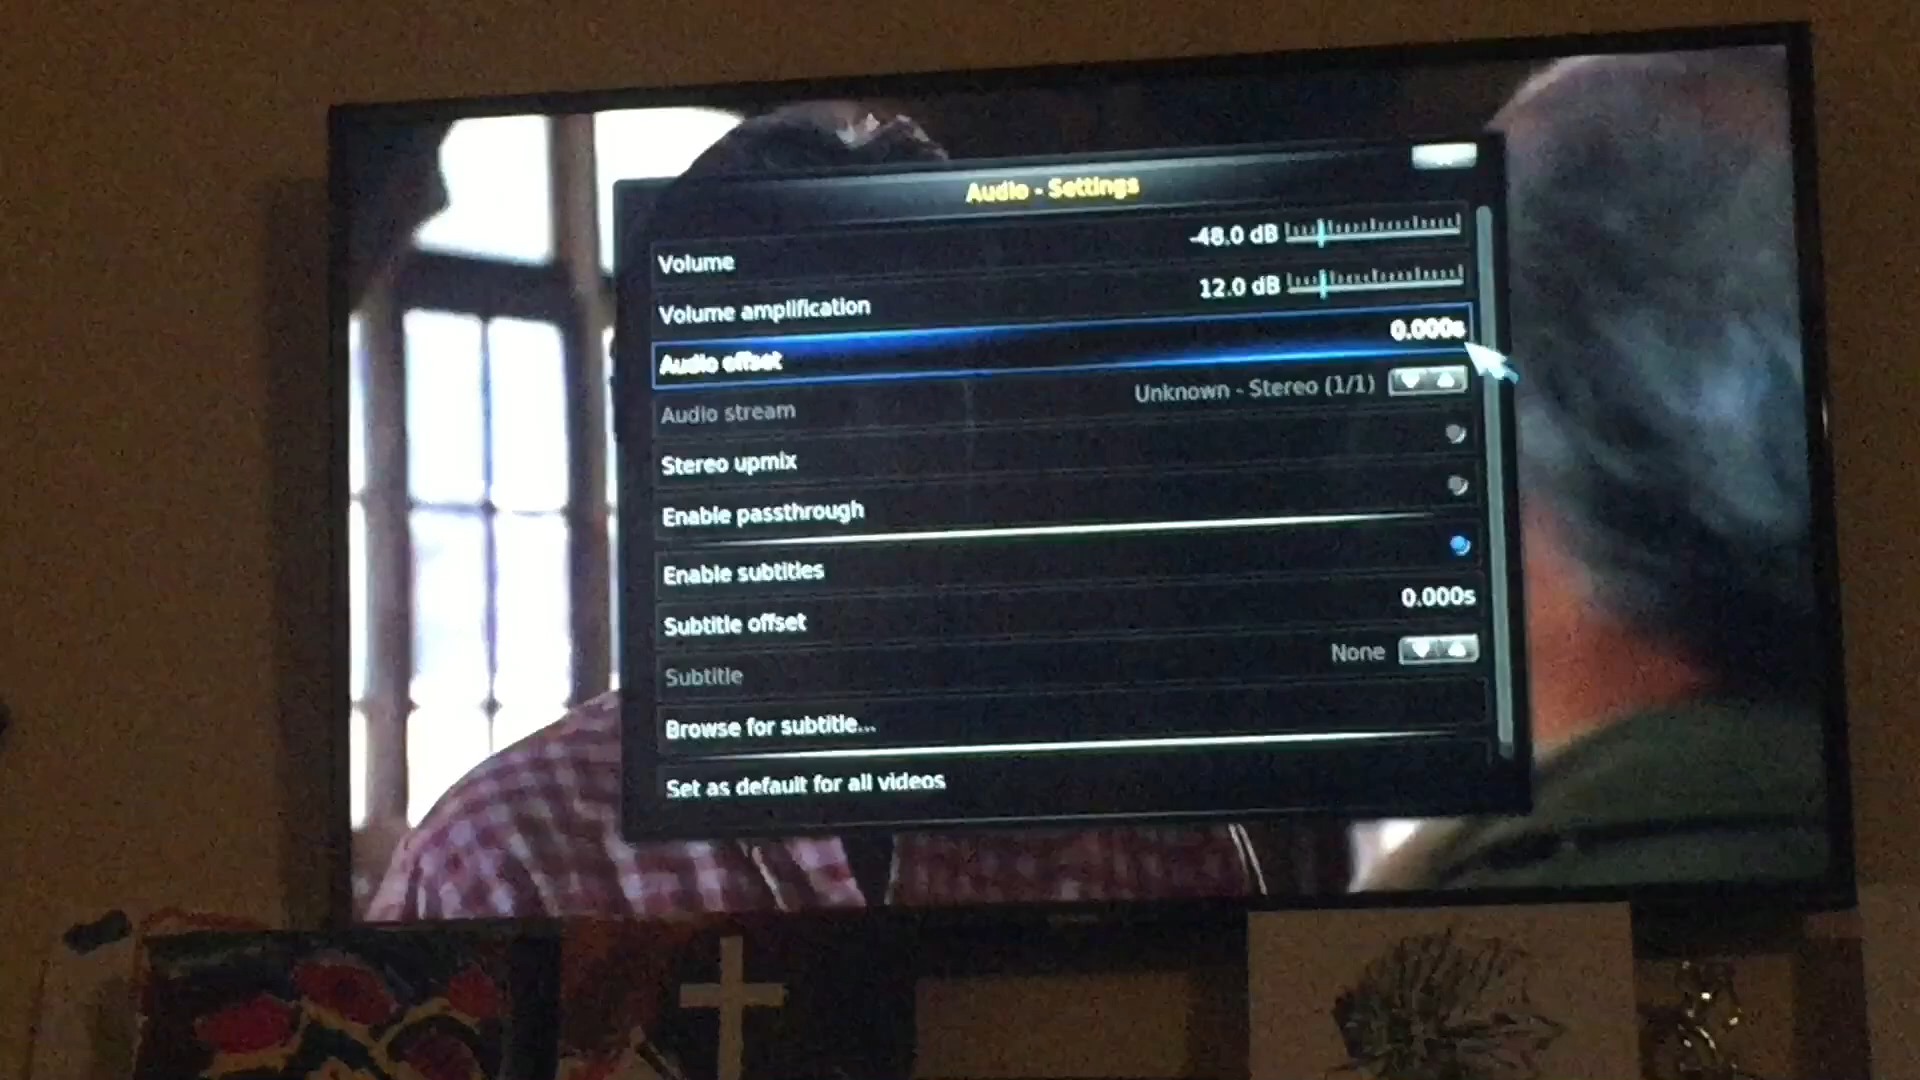 Audio - Settings
Volume -48.0 dB
Volume amplification 12.0 dB
Audio offset 0.000s
Audio stream Unknown - Stereo (1/1)
Stereo upmix
Enable passthrough
Enable subtitles
Subtitle offset 0.000s
Subtitle None
Browse for subtitle...
Set as default for all videos